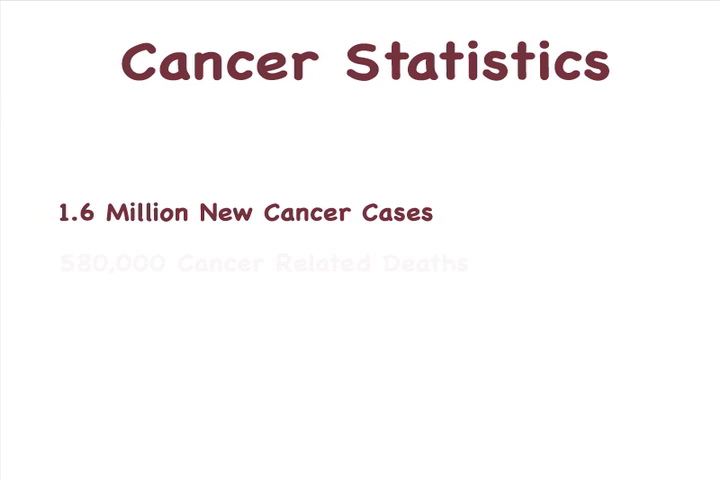 Cancer Statistics
1.6 Million New Cancer Cases
580,000 Cancer Related Deaths